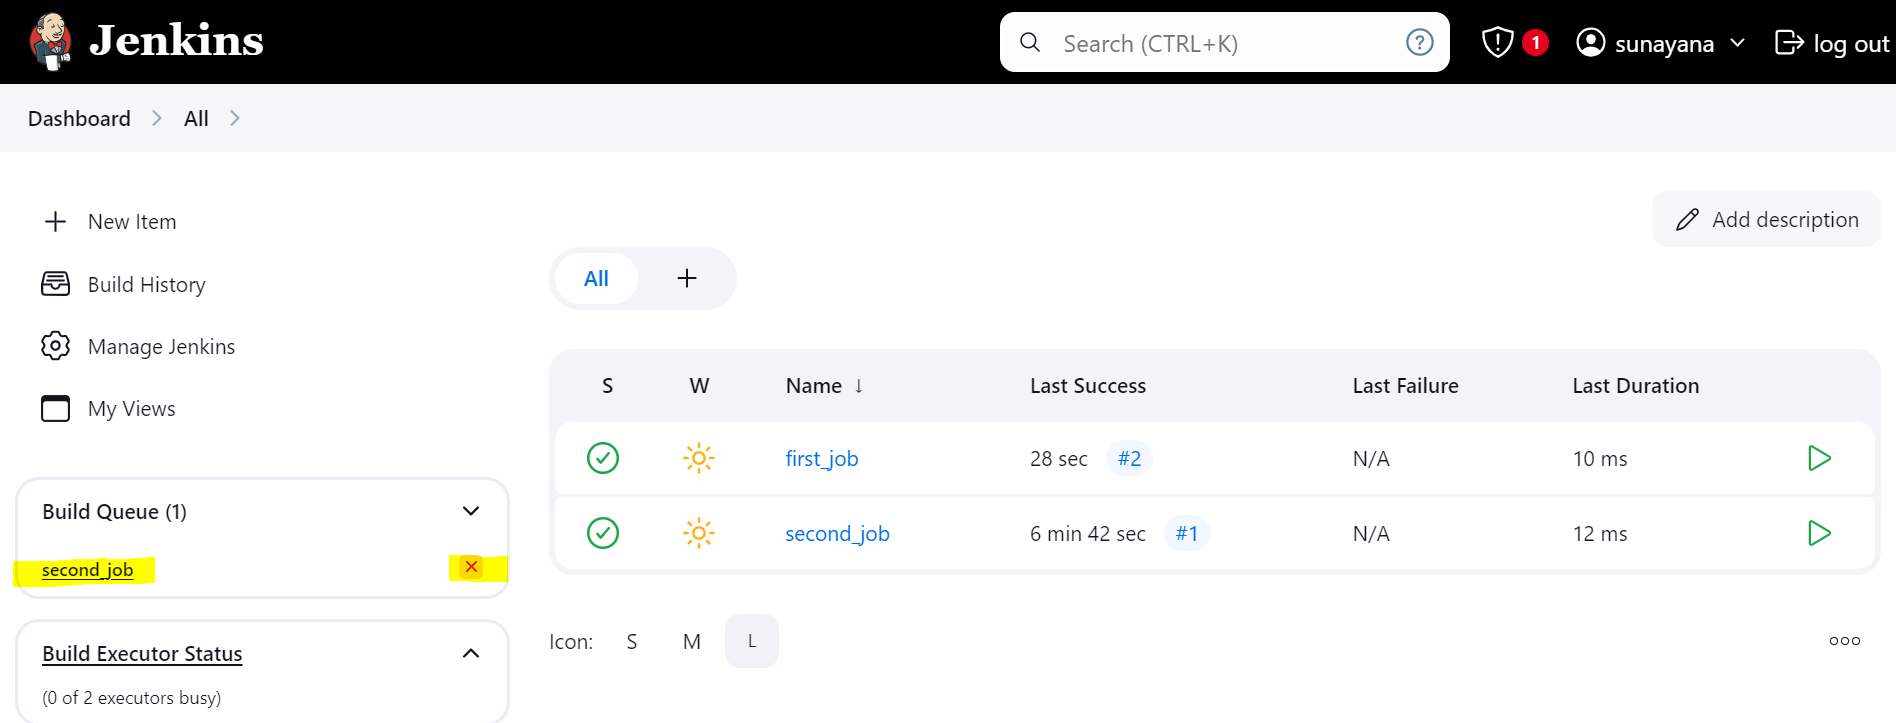 Jenkins
Search (CTRL+K)
?
1
sunayana
log out
Dashboard
All
New Item
Build History
Manage Jenkins
My Views
Add description
All
Build Queue (1)
second_job
Build Executor Status
(0 of 2 executors busy)
S W Name ↓ Last Success Last Failure Last Duration
first_job 28 sec #2 N/A 10 ms
second_job 6 min 42 sec #1 N/A 12 ms
Icon: S M L